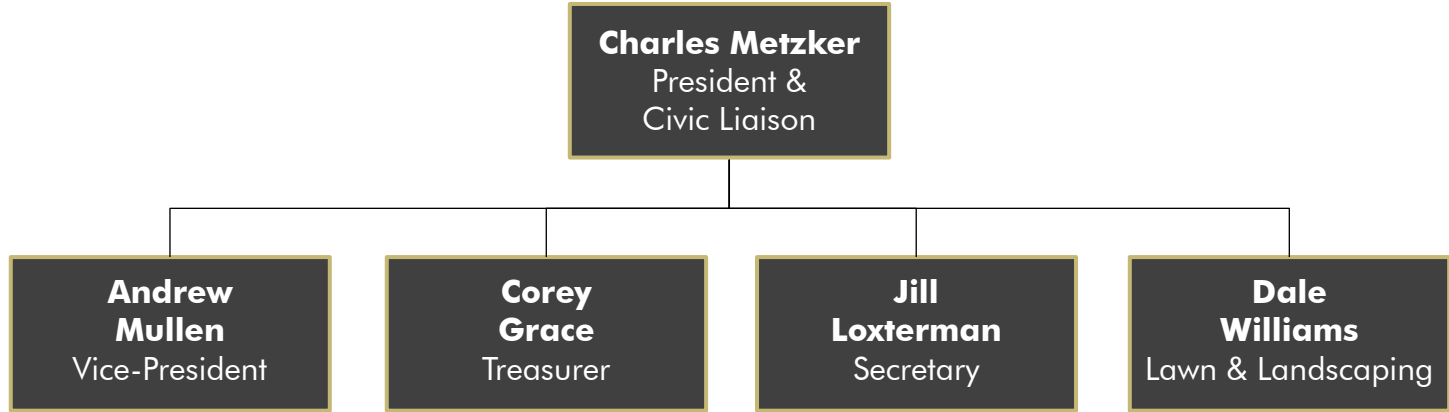 Charles Metzker
President &
Civic Liaison
Andrew
Mullen
Vice-President
Corey
Grace
Treasurer
Jill
Loxterman
Secretary
Dale
Williams
Lawn & Landscaping